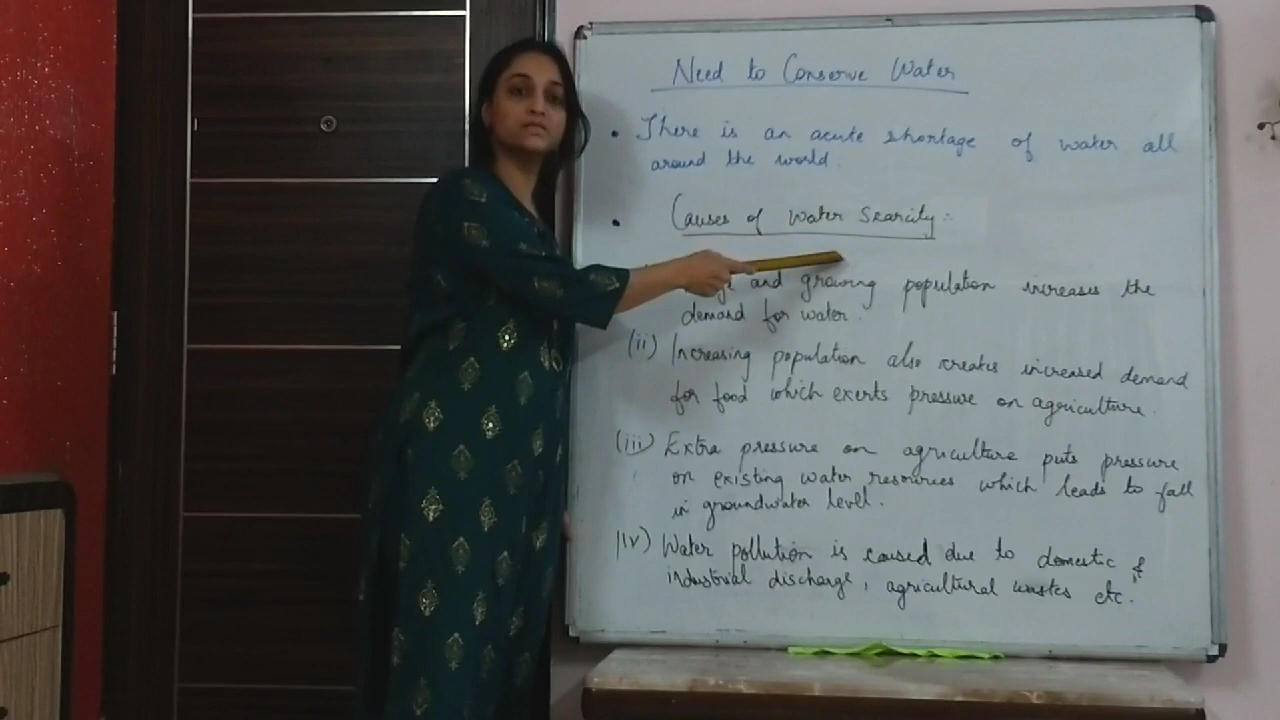 Need to Conserve Water
• There is an acute shortage of water all
around the world.
• Causes of Water Scarcity :-
and growing population increases the
demand for water.
(ii) Increasing population also creates increased demand
for food which exerts pressure on agriculture.
(iii) Extra pressure on agriculture puts pressure
on existing water resources which leads to fall
in groundwater level.
(iv) Water pollution is caused due to domestic &
industrial discharge, agricultural wastes etc.